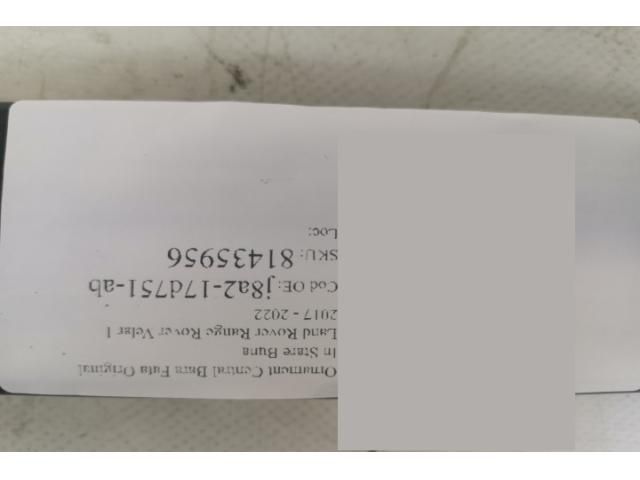 Ornament Central Bara Fata Original
In Stare Buna
Land Rover Range Rover Velar I
2017 - 2022
Cod OE: j8a2-17d751-ab
SKU: 81435956
Loc: